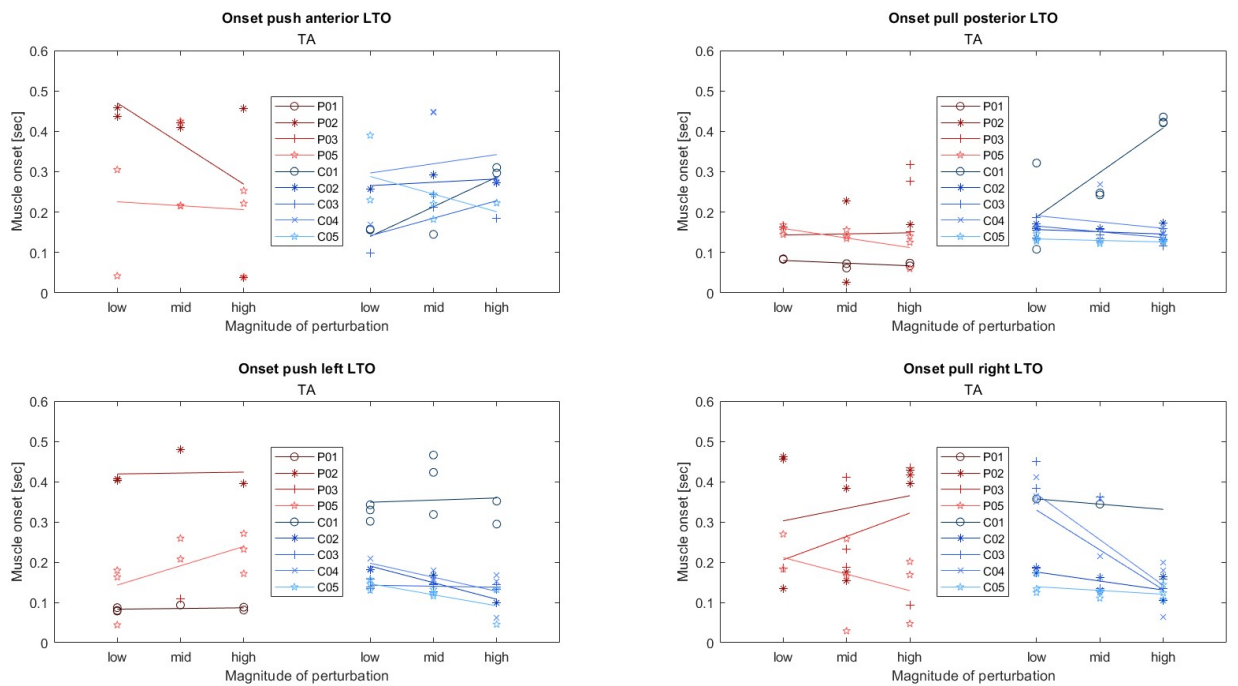 Onset push anterior LTO
TA
0.6
0.5
0.4
0.3
0.2
0.1
0
Muscle onset [sec]
low mid high low mid high
Magnitude of perturbation
P01
P02
P03
P05
C01
C02
C03
C04
C05
Onset pull posterior LTO
TA
0.6
0.5
0.4
0.3
0.2
0.1
0
Muscle onset [sec]
low mid high low mid high
Magnitude of perturbation
P01
P02
P03
P05
C01
C02
C03
C04
C05
Onset push left LTO
TA
0.6
0.5
0.4
0.3
0.2
0.1
0
Muscle onset [sec]
low mid high low mid high
Magnitude of perturbation
P01
P02
P03
P05
C01
C02
C03
C04
C05
Onset pull right LTO
TA
0.6
0.5
0.4
0.3
0.2
0.1
0
Muscle onset [sec]
low mid high low mid high
Magnitude of perturbation
P01
P02
P03
P05
C01
C02
C03
C04
C05